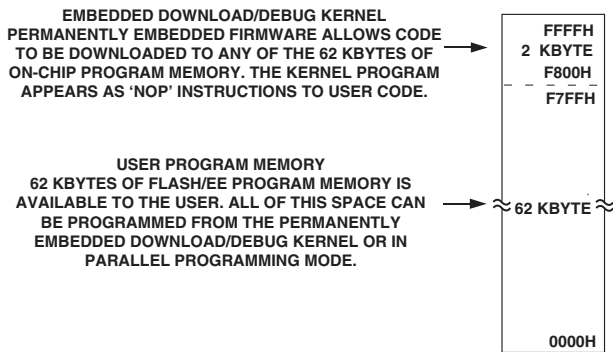 EMBEDDED DOWNLOAD/DEBUG KERNEL
PERMANENTLY EMBEDDED FIRMWARE ALLOWS CODE
TO BE DOWNLOADED TO ANY OF THE 62 KBYTES OF
ON-CHIP PROGRAM MEMORY. THE KERNEL PROGRAM
APPEARS AS ‘NOP’ INSTRUCTIONS TO USER CODE.
FFFFH
2 KBYTE
F800H
F7FFH
USER PROGRAM MEMORY
62 KBYTES OF FLASH/EE PROGRAM MEMORY IS
AVAILABLE TO THE USER. ALL OF THIS SPACE CAN
BE PROGRAMMED FROM THE PERMANENTLY
EMBEDDED DOWNLOAD/DEBUG KERNEL OR IN
PARALLEL PROGRAMMING MODE.
62 KBYTE
0000H